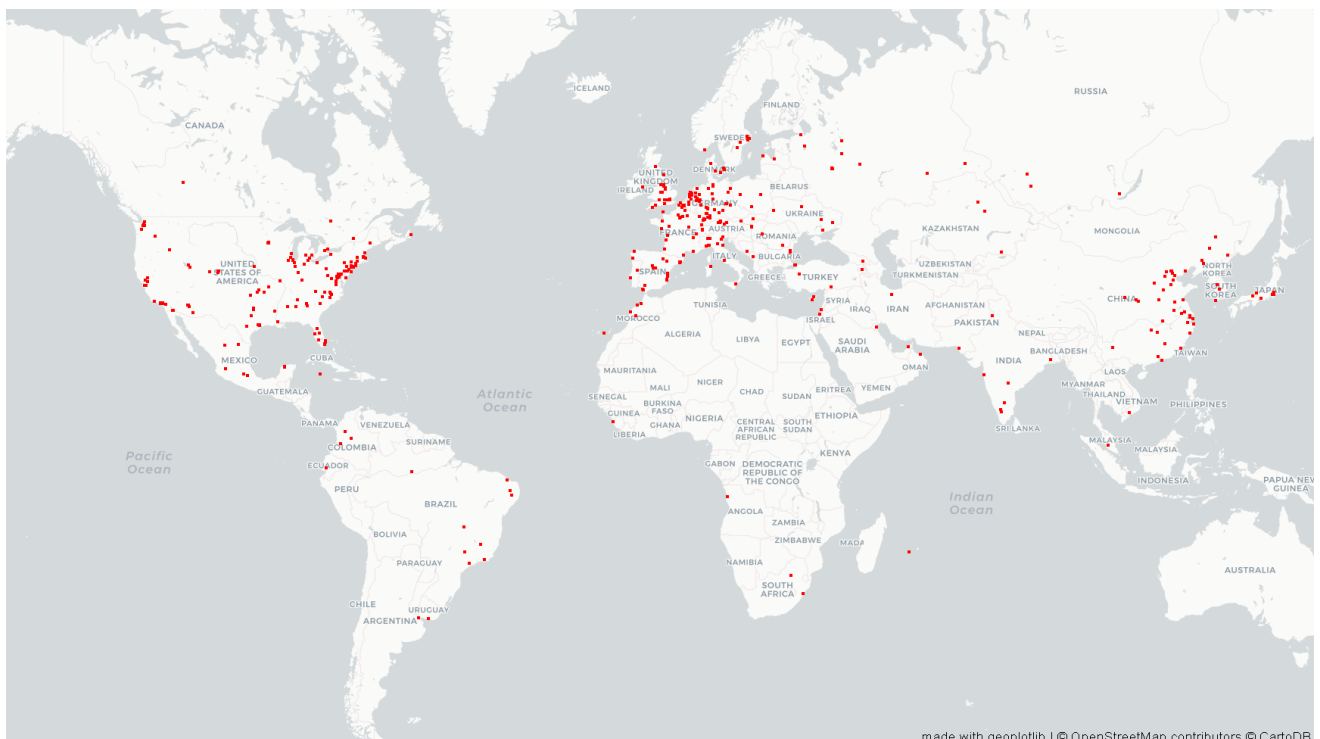 ICELAND
RUSSIA
FINLAND
CANADA
SWEDEN
UNITED
KINGDOM
DENMARK
IRELAND
BELARUS
GERMANY
UKRAINE
FRANCE
AUSTRIA
KAZAKHSTAN
MONGOLIA
ROMANIA
ITALY
BULGARIA
UNITED
STATES OF
AMERICA
SPAIN
GREECE
TURKEY
UZBEKISTAN
TURKMENISTAN
NORTH
KOREA
SOUTH
KOREA
JAPAN
CHINA
TUNISIA
SYRIA
IRAQ
IRAN
AFGHANISTAN
MOROCCO
ISRAEL
PAKISTAN
ALGERIA
LIBYA
EGYPT
SAUDI
ARABIA
NEPAL
BANGLADESH
TAIWAN
MEXICO
CUBA
INDIA
OMAN
MAURITANIA
LAOS
GUATEMALA
MALI
NIGER
CHAD
SUDAN
ERITREA
YEMEN
MYANMAR
THAILAND
VIETNAM
PHILIPPINES
Atlantic
Ocean
SENEGAL
BURKINA
FASO
GUINEA
GHANA
NIGERIA
CENTRAL
AFRICAN
REPUBLIC
SOUTH
SUDAN
ETHIOPIA
PANAMA
VENEZUELA
LIBERIA
SRI LANKA
COLOMBIA
SURINAME
MALAYSIA
MALAYSIA
Pacific
Ocean
ECUADOR
GABON
DEMOCRATIC
REPUBLIC OF
THE CONGO
KENYA
INDONESIA
PAPUA NEW
GUINEA
PERU
BRAZIL
Indian
Ocean
ANGOLA
ZAMBIA
BOLIVIA
ZIMBABWE
MADA
PARAGUAY
NAMIBIA
AUSTRALIA
SOUTH
AFRICA
CHILE
URUGUAY
ARGENTINA
made with geoplotlib | © OpenStreetMap contributors © CartoDB